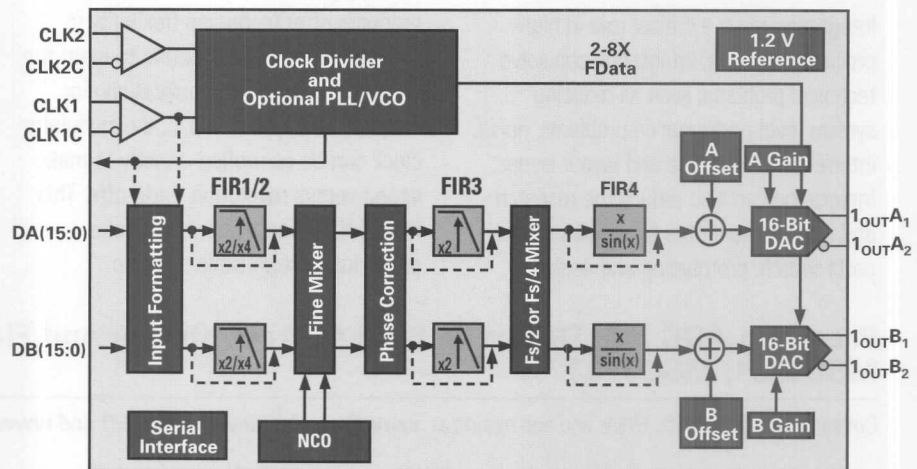 CLK2
CLK2C
CLK1
CLK1C
Clock Divider
and
Optional PLL/VCO
2-8X
FData
1.2 V
Reference
A
Offset
A Gain
FIR1/2
FIR3
FIR4
DA(15:0)
DB(15:0)
Input Formatting
x2/x4
x2/x4
Fine Mixer
Phase Correction
x2
x2
Fs/2 or Fs/4 Mixer
x
sin(x)
x
sin(x)
16-Bit
DAC
16-Bit
DAC
1OUTA1
1OUTA2
1OUTB1
1OUTB2
Serial
Interface
NCO
B
Offset
B Gain